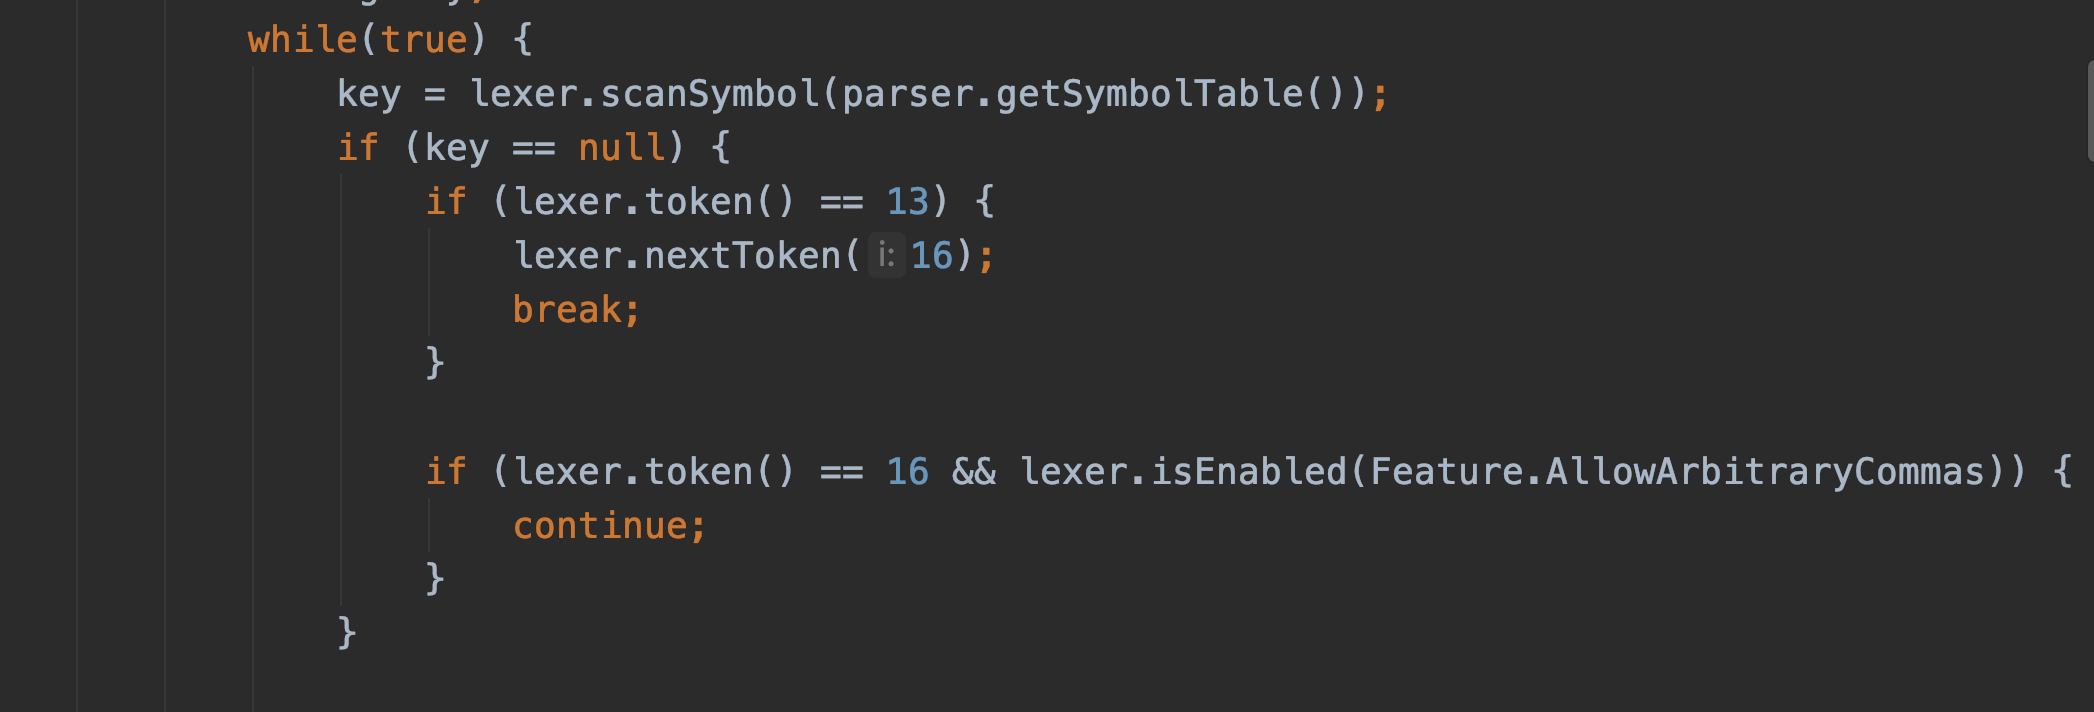 while(true) {
key = lexer.scanSymbol(parser.getSymbolTable());
if (key == null) {
if (lexer.token() == 13) {
lexer.nextToken( i: 16);
break;
}
if (lexer.token() == 16 && lexer.isEnabled(Feature.AllowArbitraryCommas)) {
continue;
}
}